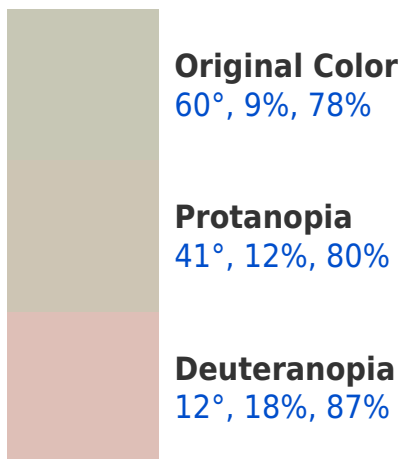 Original Color
60°, 9%, 78%
Protanopia
41°, 12%, 80%
Deuteranopia
12°, 18%, 87%